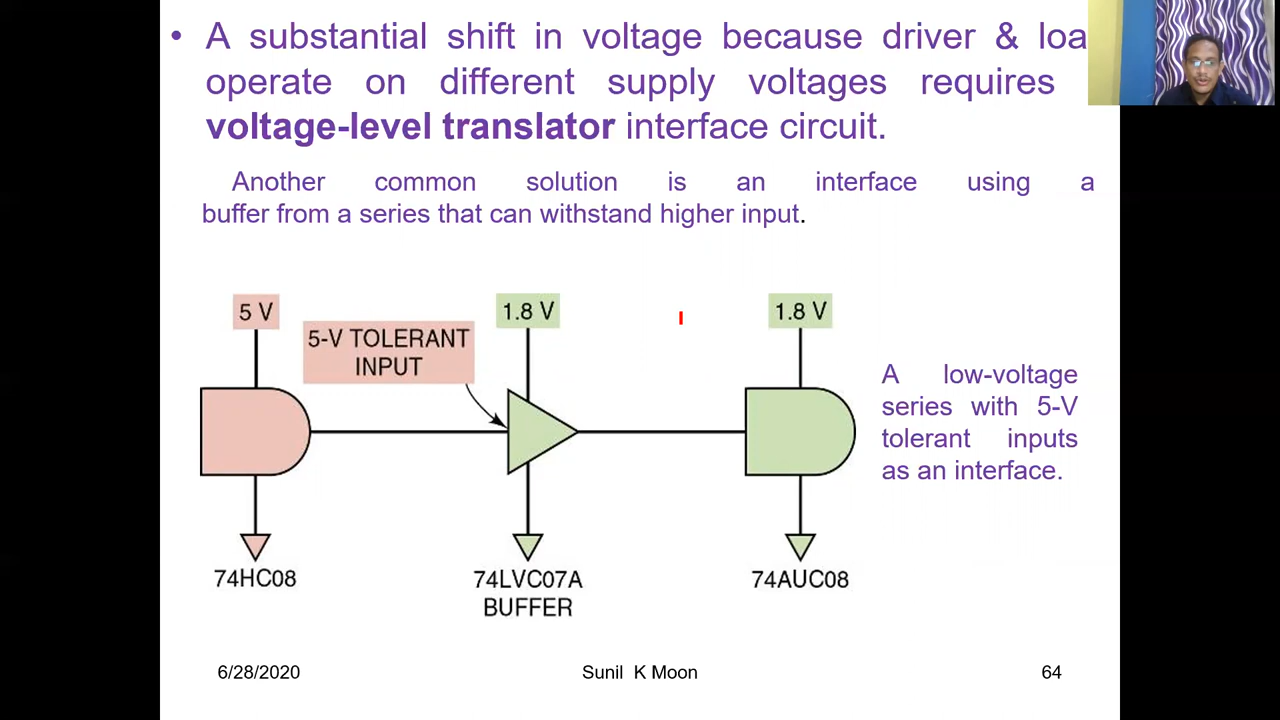 • A substantial shift in voltage because driver & loa
operate on different supply voltages requires
voltage-level translator interface circuit.
Another common solution is an interface using a
buffer from a series that can withstand higher input.
5 V
5-V TOLERANT
INPUT
1.8 V
1.8 V
A low-voltage
series with 5-V
tolerant inputs
as an interface.
74HC08
74LVC07A
BUFFER
74AUC08
6/28/2020
Sunil K Moon
64